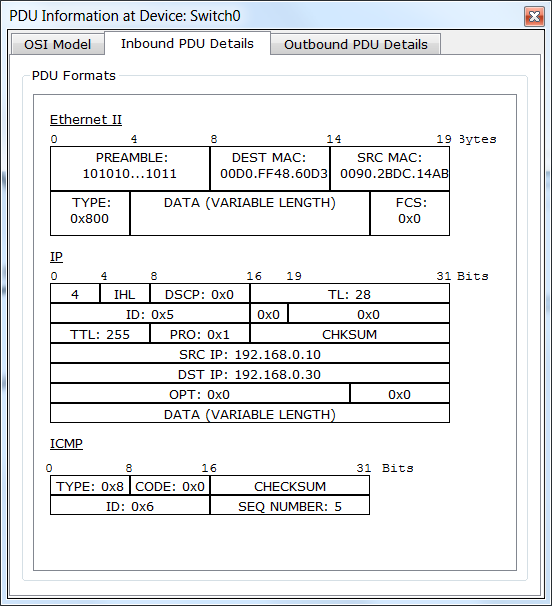 PDU Information at Device: Switch0
OSI Model Inbound PDU Details Outbound PDU Details
PDU Formats
Ethernet II
0 4 8 14 19 Bytes
PREAMBLE: DEST MAC: SRC MAC:
101010...1011 00D0.FF48.60D3 0090.2BDC.14AB
TYPE: DATA (VARIABLE LENGTH) FCS:
0x800 0x0
IP
0 4 8 16 19 31 Bits
4 IHL DSCP: 0x0 TL: 28
ID: 0x5 0x0 0x0
TTL: 255 PRO: 0x1 CHKSUM
SRC IP: 192.168.0.10
DST IP: 192.168.0.30
OPT: 0x0 0x0
DATA (VARIABLE LENGTH)
ICMP
0 8 16 31 Bits
TYPE: 0x8 CODE: 0x0 CHECKSUM
ID: 0x6 SEQ NUMBER: 5